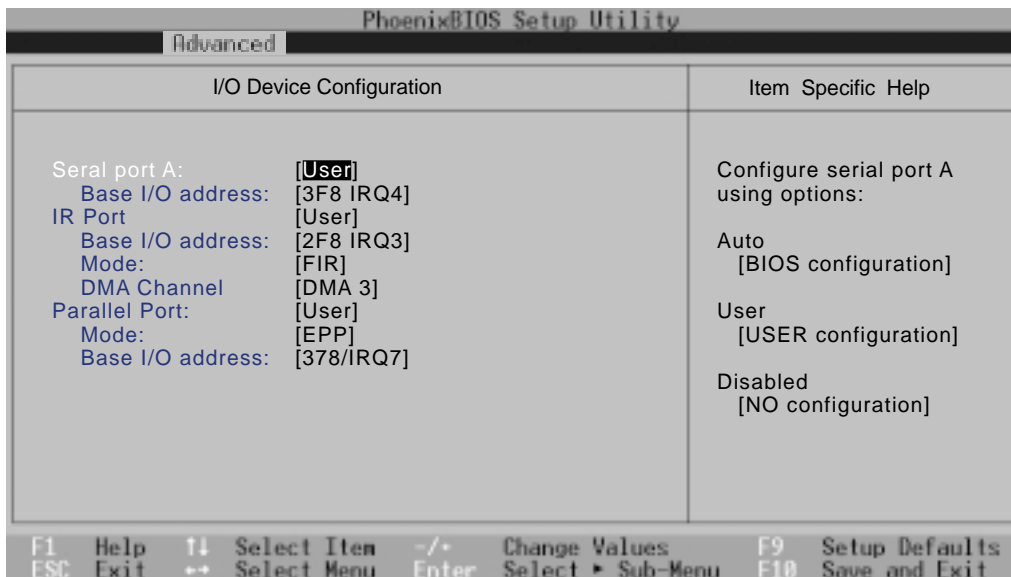 PhoenixBIOS Setup Utility
Advanced
I/O Device Configuration
Item Specific Help
Seral port A: [User]
Base I/O address: [3F8 IRQ4]
IR Port [User]
Base I/O address: [2F8 IRQ3]
Mode: [FIR]
DMA Channel [DMA 3]
Parallel Port: [User]
Mode: [EPP]
Base I/O address: [378/IRQ7]
Configure serial port A
using options:
Auto
[BIOS configuration]
User
[USER configuration]
Disabled
[NO configuration]
F1 Help ↑↓ Select Item -/+ Change Values F9 Setup Defaults
ESC Exit ←→ Select Menu Enter Select ▸ Sub-Menu F10 Save and Exit